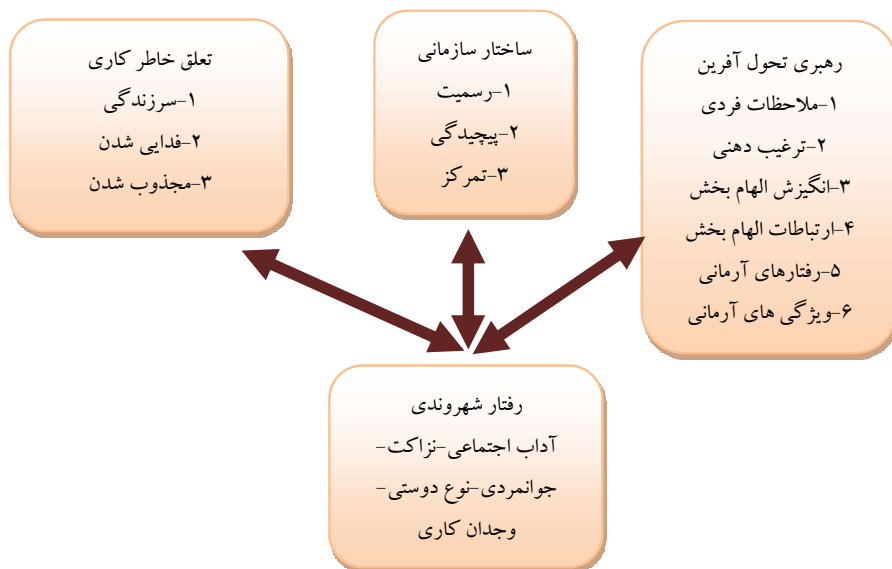 رهبری تحول آفرین
۱-ملاحظات فردی
۲-ترغیب دهنی
۳-انگیزش الهام بخش
۴-ارتباطات الهام بخش
۵-رفتارهای آرمانی
۶-ویژگی های آرمانی
ساختار سازمانی
۱-رسمیت
۲-پیچیدگی
۳-تمرکز
تعلق خاطر کاری
۱-سرزندگی
۲-فدایی شدن
۳-مجذوب شدن
رفتار شهروندی
آداب اجتماعی-نزاکت-
جوانمردی-نوع دوستی-
وجدان کاری